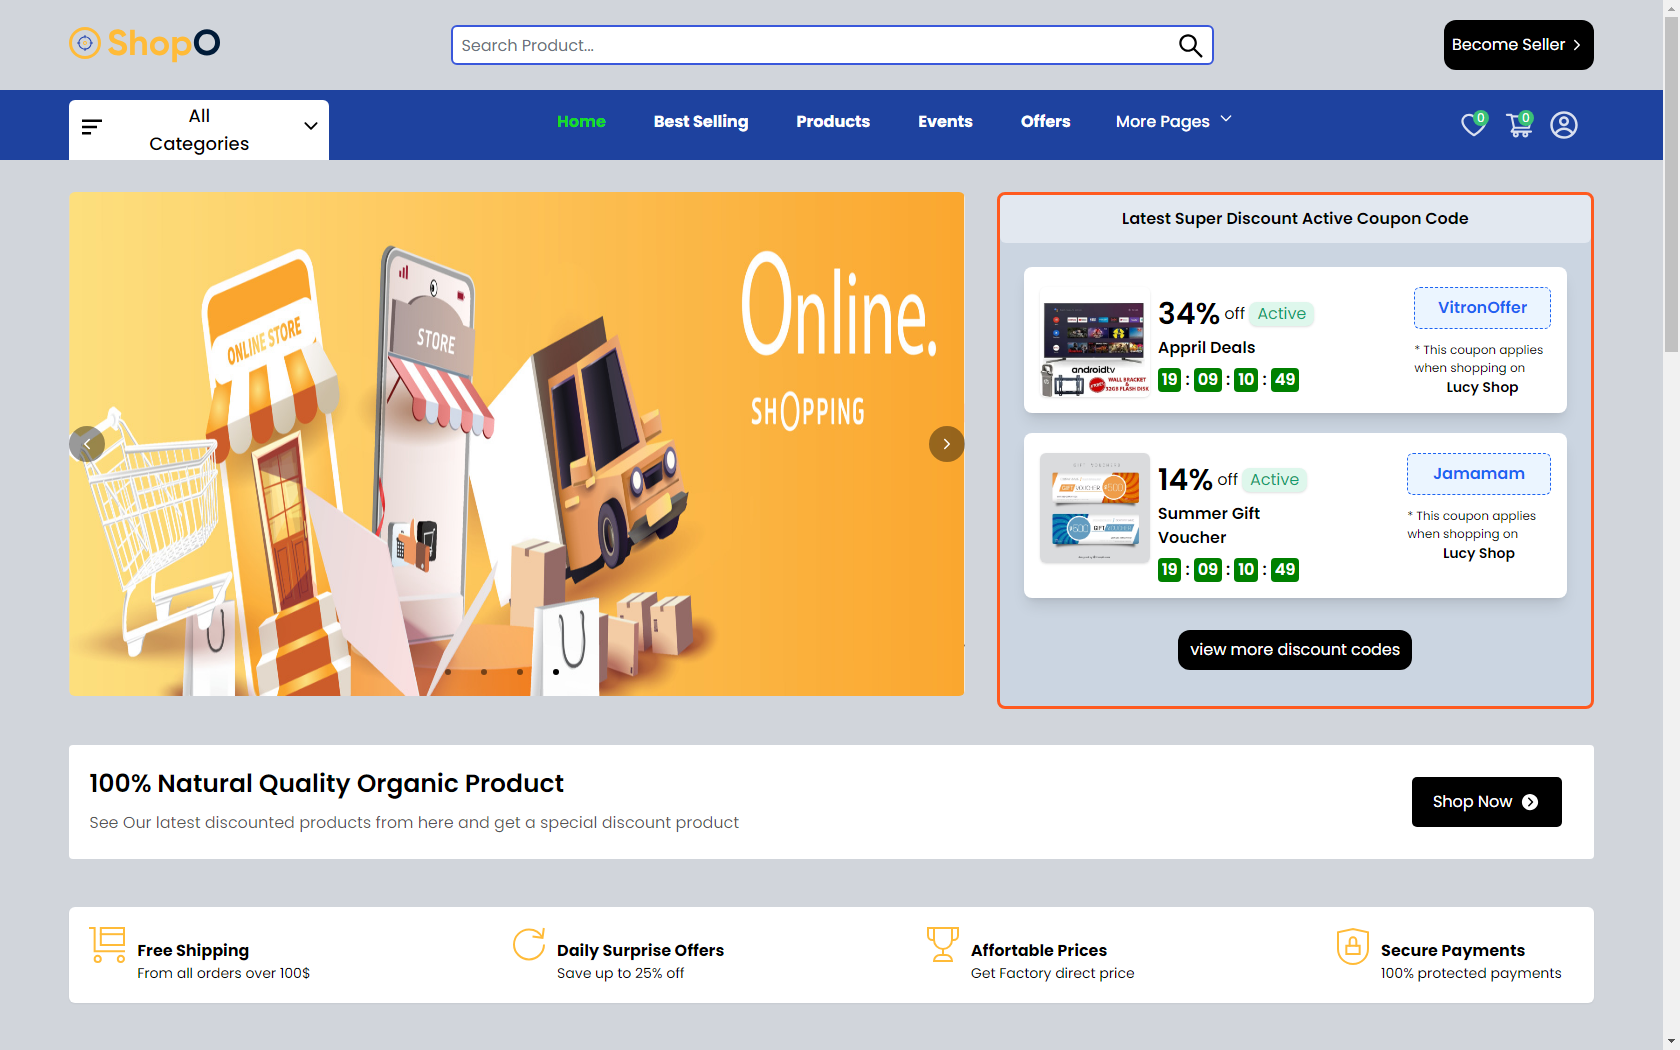 ShopO
Search Product...
Become Seller
All
Categories
Home
Best Selling
Products
Events
Offers
More Pages
0
0
ONLINE STORE
STORE
Online.
SHOPPING
Latest Super Discount Active Coupon Code
androidtv
WALL BRACKET
&
32GB FLASH DISK
34% off Active
Appril Deals
19 : 09 : 10 : 49
VitronOffer
* This coupon applies
when shopping on
Lucy Shop
GIFT VOUCHERS
14% off Active
Summer Gift
Voucher
19 : 09 : 10 : 49
Jamamam
* This coupon applies
when shopping on
Lucy Shop
view more discount codes
100% Natural Quality Organic Product
See Our latest discounted products from here and get a special discount product
Shop Now
Free Shipping
From all orders over 100$
Daily Surprise Offers
Save up to 25% off
Affortable Prices
Get Factory direct price
Secure Payments
100% protected payments